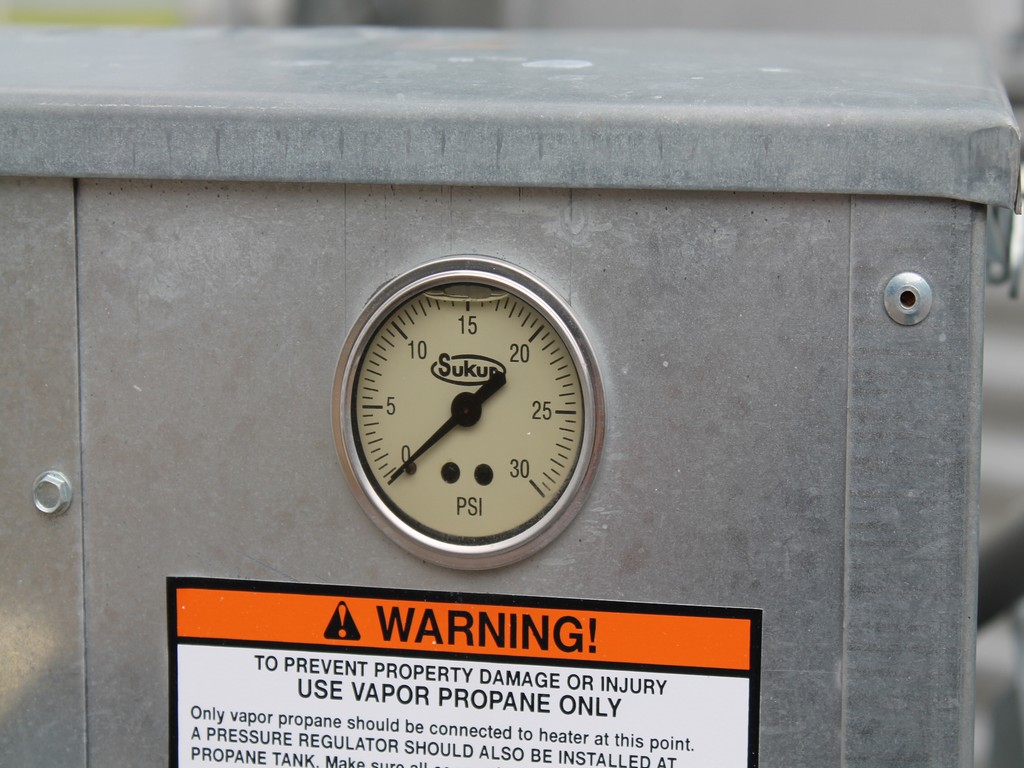 15
10 20
Sukup
5 25
0 30
PSI
WARNING!
TO PREVENT PROPERTY DAMAGE OR INJURY
USE VAPOR PROPANE ONLY
Only vapor propane should be connected to heater at this point.
A PRESSURE REGULATOR SHOULD ALSO BE INSTALLED AT
PROPANE TANK. Make sure all